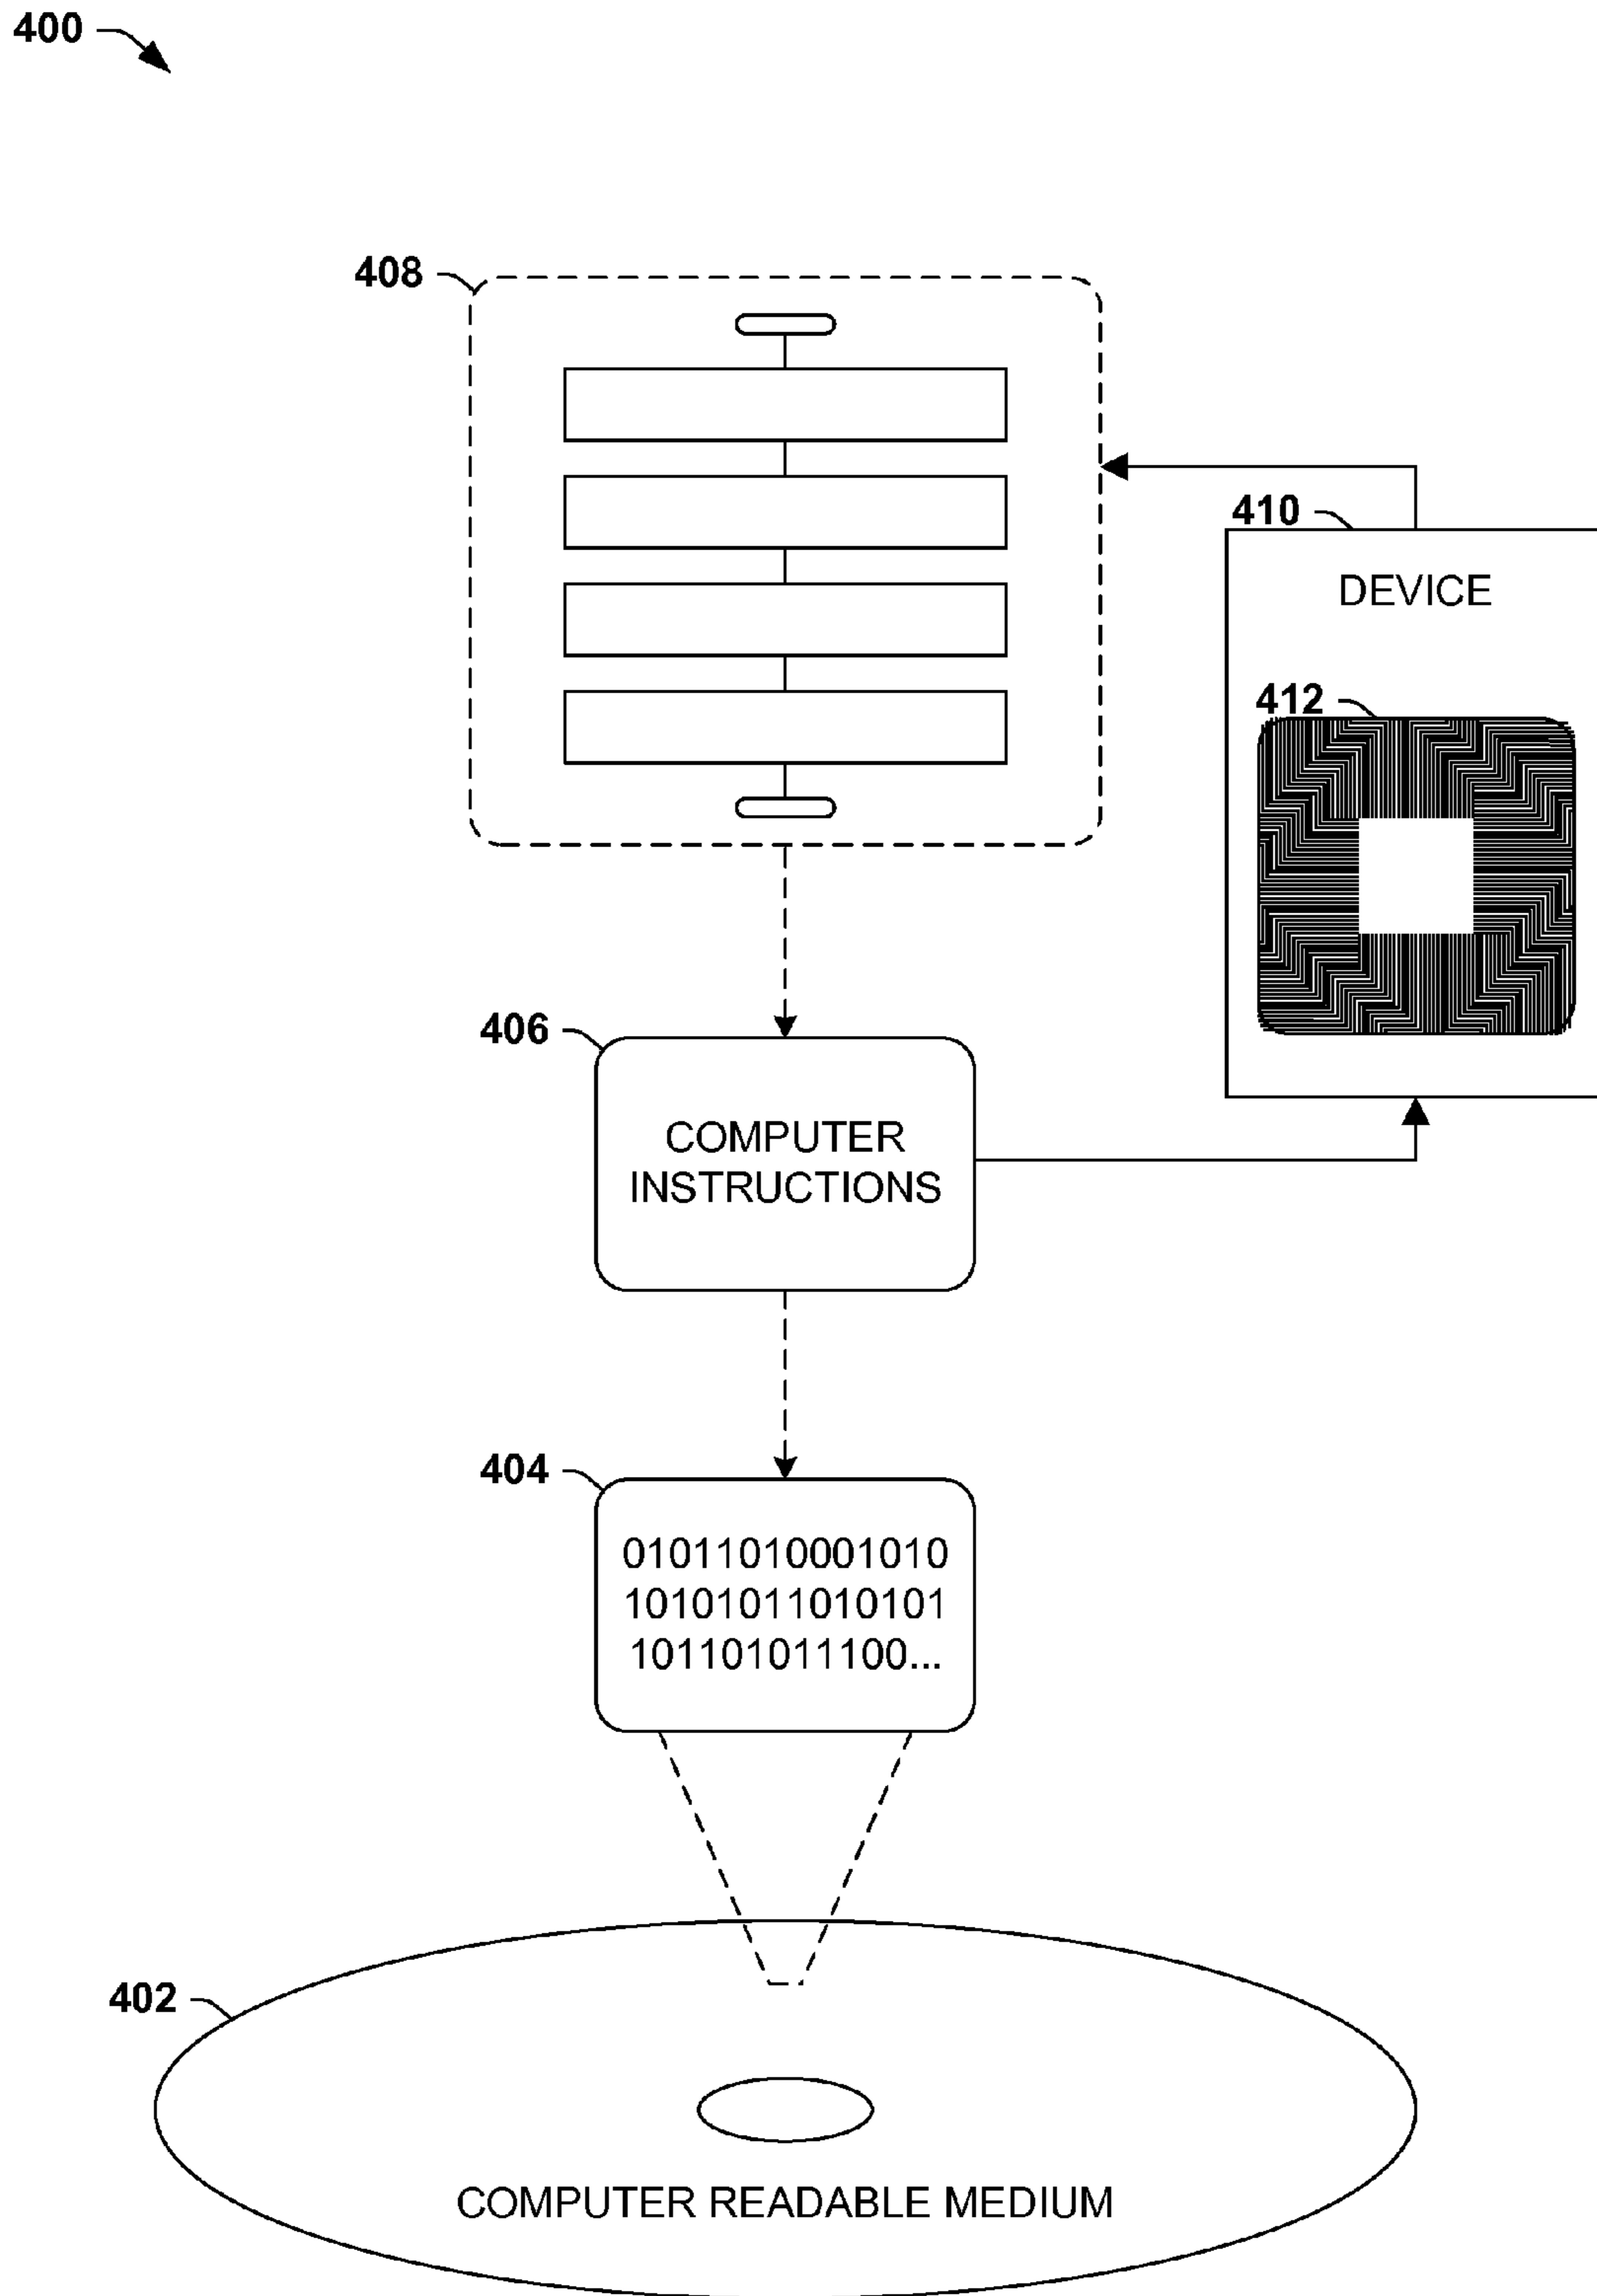 400
408
410
DEVICE
412
406
COMPUTER
INSTRUCTIONS
404
01011010001010
10101011010101
101101011100...
402
COMPUTER READABLE MEDIUM